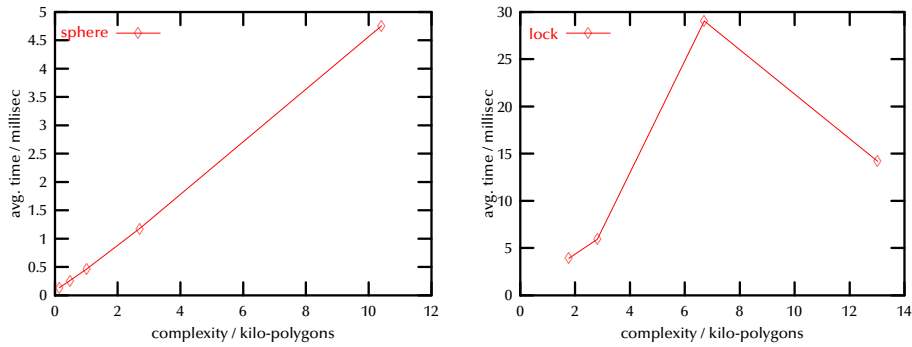 sphere
avg. time / millisec
5
4.5
4
3.5
3
2.5
2
1.5
1
0.5
0
0 2 4 6 8 10 12
complexity / kilo-polygons
lock
avg. time / millisec
30
25
20
15
10
5
0
0 2 4 6 8 10 12 14
complexity / kilo-polygons